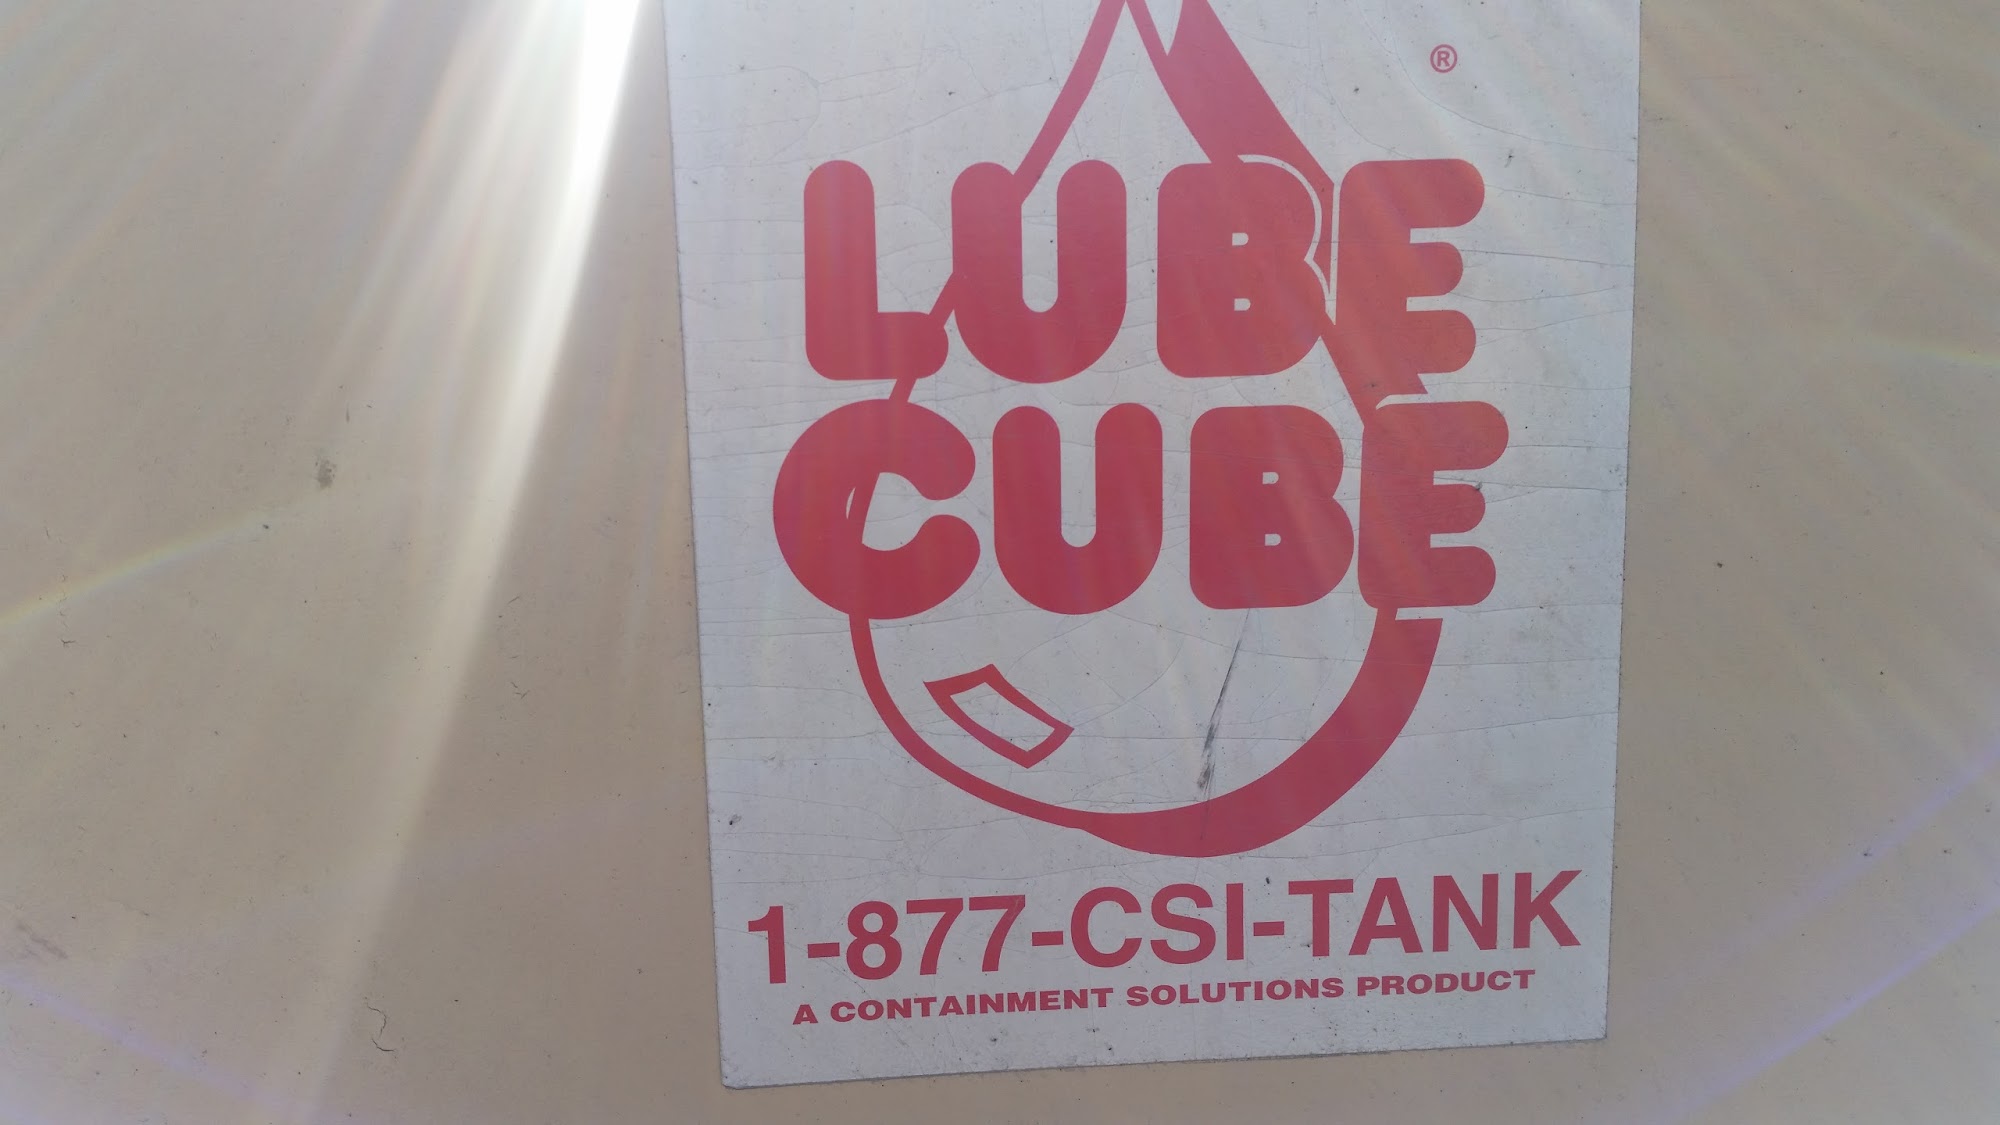 ®
LUBE
CUBE
1-877-CSI-TANK
A CONTAINMENT SOLUTIONS PRODUCT